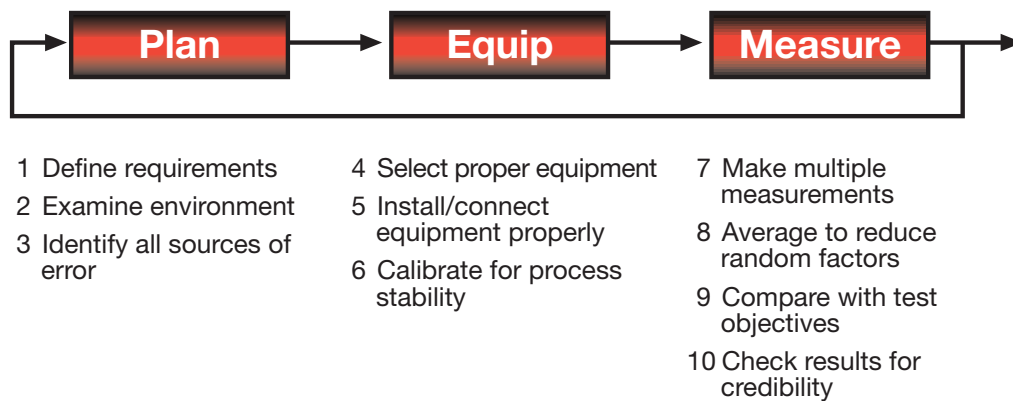 Plan
Equip
Measure
1 Define requirements
2 Examine environment
3 Identify all sources of
error
4 Select proper equipment
5 Install/connect
equipment properly
6 Calibrate for process
stability
7 Make multiple
measurements
8 Average to reduce
random factors
9 Compare with test
objectives
10 Check results for
credibility